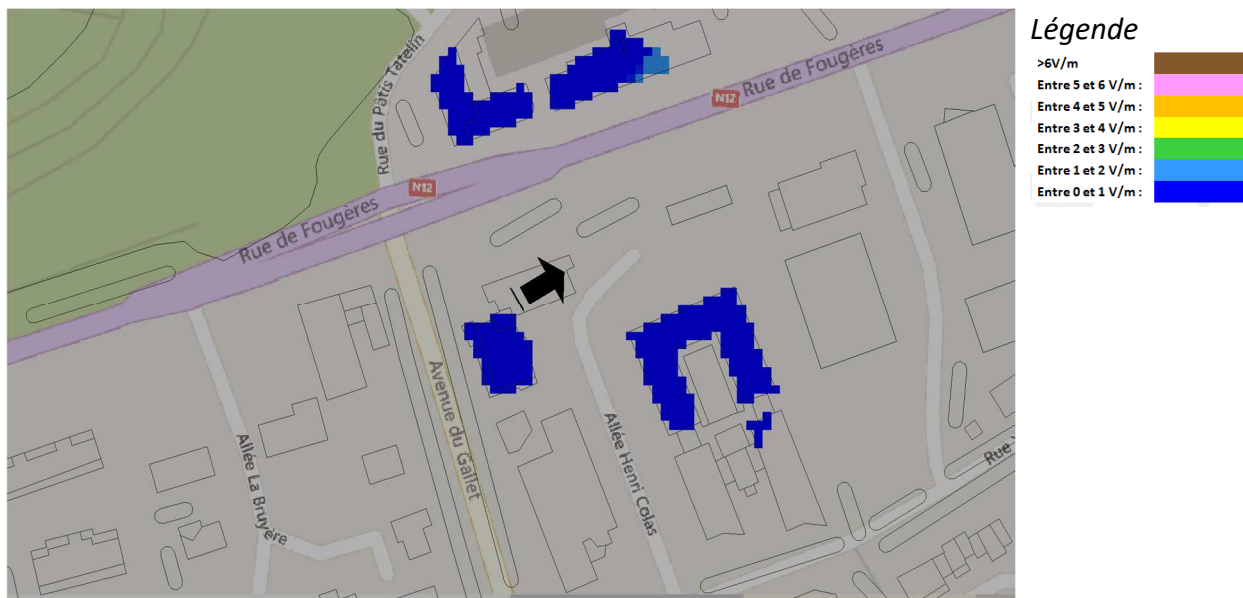 Légende
>6V/m
Entre 5 et 6 V/m :
Entre 4 et 5 V/m :
Entre 3 et 4 V/m :
Entre 2 et 3 V/m :
Entre 1 et 2 V/m :
Entre 0 et 1 V/m :
Rue du Pâtis Tatelin
Rue de Fougères
N12
N12
Rue de Fougères
Avenue du Gallet
Allée La Bruyère
Allée Henri Colas
Rue